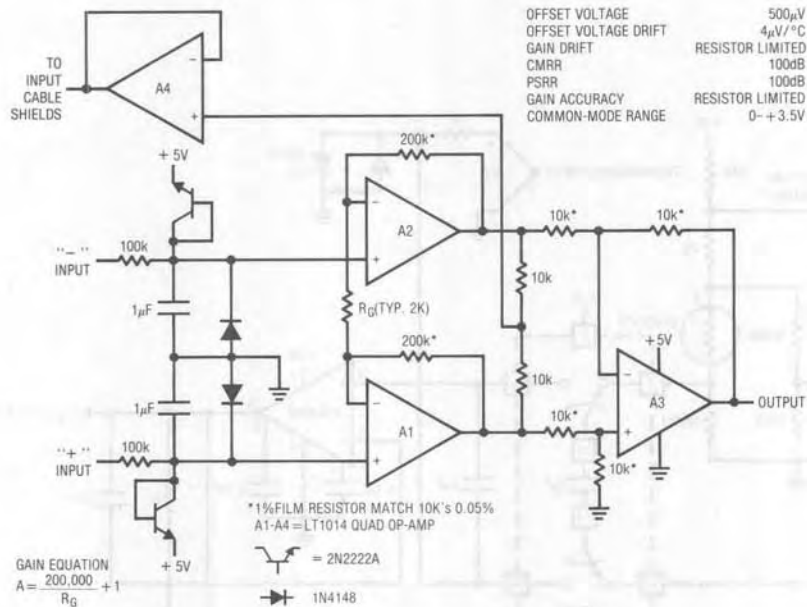 OFFSET VOLTAGE 500µV
OFFSET VOLTAGE DRIFT 4µV/°C
GAIN DRIFT RESISTOR LIMITED
CMRR 100dB
PSRR 100dB
GAIN ACCURACY RESISTOR LIMITED
COMMON-MODE RANGE 0-+3.5V
TO
INPUT
CABLE
SHIELDS
A4
−
+
+5V
200k*
−
A2
+
10k*
10k*
"−"
INPUT
100k
10k
1µF
RG(TYP. 2K)
200k*
+5V
10k
−
A3
+
OUTPUT
1µF
−
A1
+
10k*
"+"
INPUT
100k
10k*
*1% FILM RESISTOR MATCH 10K's 0.05%
A1-A4=LT1014 QUAD OP-AMP
= 2N2222A
+5V
GAIN EQUATION
A= 200,000 +1
RG
1N4148